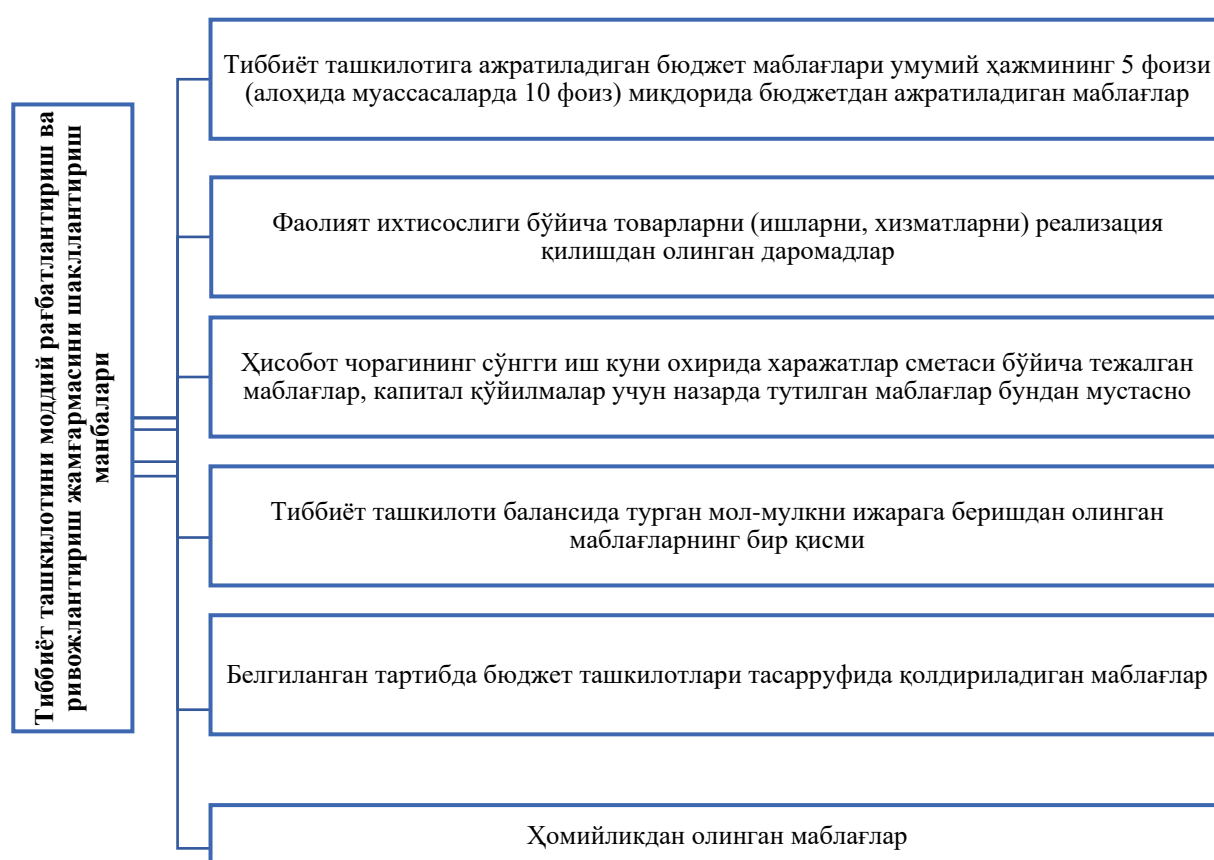 Тиббиёт ташкилотини моддий рағбатлантириш ва
ривожлантириш жамғармасини шакллантириш
манбалари
Тиббиёт ташкилотига ажратиладиган бюджет маблағлари умумий ҳажмининг 5 фоизи
(алоҳида муассасаларда 10 фоиз) миқдорида бюджетдан ажратиладиган маблағлар
Фаолият ихтисослиги бўйича товарларни (ишларни, хизматларни) реализация
қилишдан олинган даромадлар
Ҳисобот чорагининг сўнгги иш куни охирида харажатлар сметаси бўйича тежалган
маблағлар, капитал қўйилмалар учун назарда тутилган маблағлар бундан мустасно
Тиббиёт ташкилоти балансида турган мол-мулкни ижарага беришдан олинган
маблағларнинг бир қисми
Белгиланган тартибда бюджет ташкилотлари тасарруфида қолдириладиган маблағлар
Ҳомийликдан олинган маблағлар